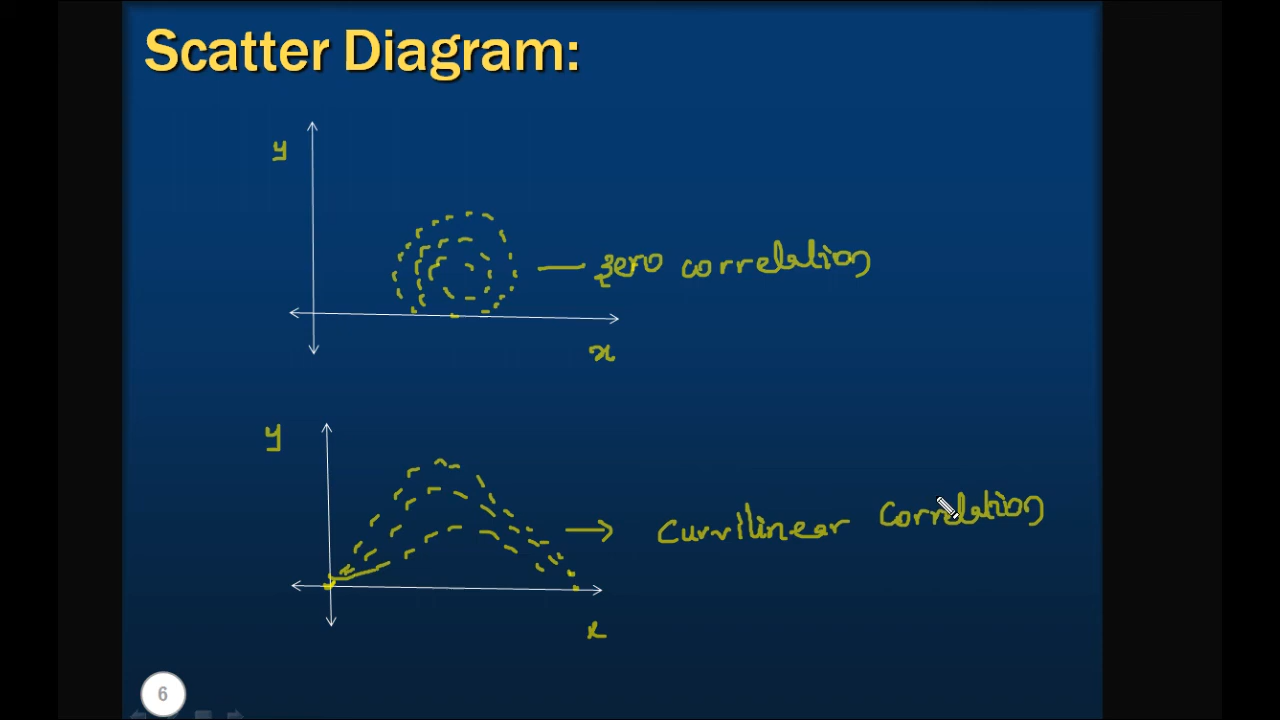 Scatter Diagram:
y
zero correlation
x
y
curvilinear correlation
x
6